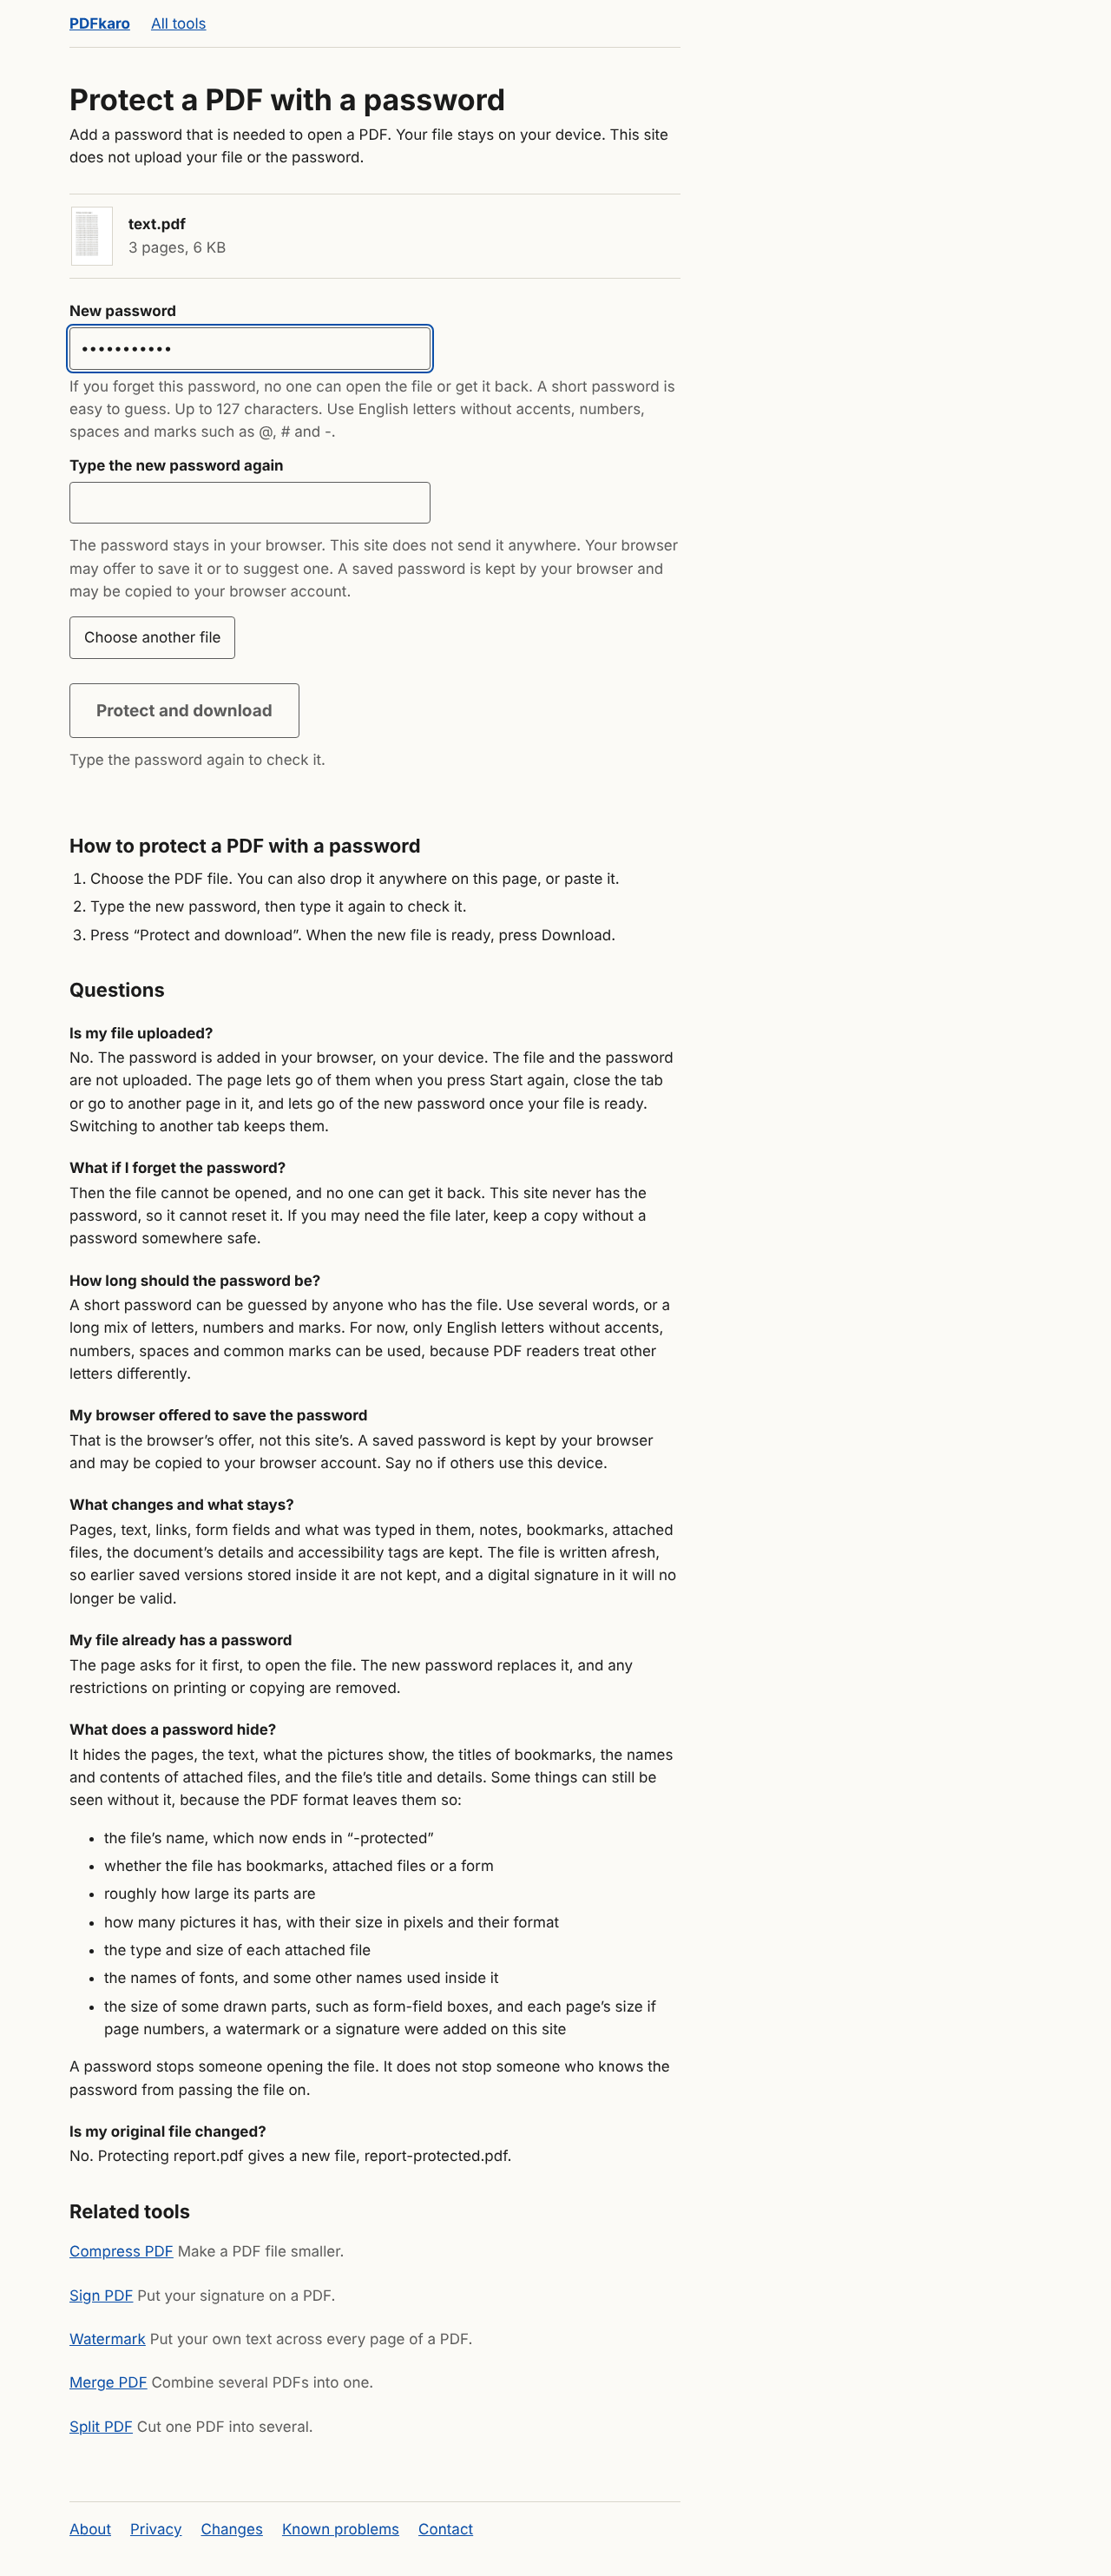 PDFkaro All tools
Protect a PDF with a password
Add a password that is needed to open a PDF. Your file stays on your device. This site
does not upload your file or the password.
text.pdf
3 pages, 6 KB
New password
•••••••••••
If you forget this password, no one can open the file or get it back. A short password is
easy to guess. Up to 127 characters. Use English letters without accents, numbers,
spaces and marks such as @, # and -.
Type the new password again
The password stays in your browser. This site does not send it anywhere. Your browser
may offer to save it or to suggest one. A saved password is kept by your browser and
may be copied to your browser account.
Choose another file
Protect and download
Type the password again to check it.
How to protect a PDF with a password
1. Choose the PDF file. You can also drop it anywhere on this page, or paste it.
2. Type the new password, then type it again to check it.
3. Press “Protect and download”. When the new file is ready, press Download.
Questions
Is my file uploaded?
No. The password is added in your browser, on your device. The file and the password
are not uploaded. The page lets go of them when you press Start again, close the tab
or go to another page in it, and lets go of the new password once your file is ready.
Switching to another tab keeps them.
What if I forget the password?
Then the file cannot be opened, and no one can get it back. This site never has the
password, so it cannot reset it. If you may need the file later, keep a copy without a
password somewhere safe.
How long should the password be?
A short password can be guessed by anyone who has the file. Use several words, or a
long mix of letters, numbers and marks. For now, only English letters without accents,
numbers, spaces and common marks can be used, because PDF readers treat other
letters differently.
My browser offered to save the password
That is the browser’s offer, not this site’s. A saved password is kept by your browser
and may be copied to your browser account. Say no if others use this device.
What changes and what stays?
Pages, text, links, form fields and what was typed in them, notes, bookmarks, attached
files, the document’s details and accessibility tags are kept. The file is written afresh,
so earlier saved versions stored inside it are not kept, and a digital signature in it will no
longer be valid.
My file already has a password
The page asks for it first, to open the file. The new password replaces it, and any
restrictions on printing or copying are removed.
What does a password hide?
It hides the pages, the text, what the pictures show, the titles of bookmarks, the names
and contents of attached files, and the file’s title and details. Some things can still be
seen without it, because the PDF format leaves them so:
• the file’s name, which now ends in “-protected”
• whether the file has bookmarks, attached files or a form
• roughly how large its parts are
• how many pictures it has, with their size in pixels and their format
• the type and size of each attached file
• the names of fonts, and some other names used inside it
• the size of some drawn parts, such as form-field boxes, and each page’s size if
page numbers, a watermark or a signature were added on this site
A password stops someone opening the file. It does not stop someone who knows the
password from passing the file on.
Is my original file changed?
No. Protecting report.pdf gives a new file, report-protected.pdf.
Related tools
Compress PDF Make a PDF file smaller.
Sign PDF Put your signature on a PDF.
Watermark Put your own text across every page of a PDF.
Merge PDF Combine several PDFs into one.
Split PDF Cut one PDF into several.
About Privacy Changes Known problems Contact